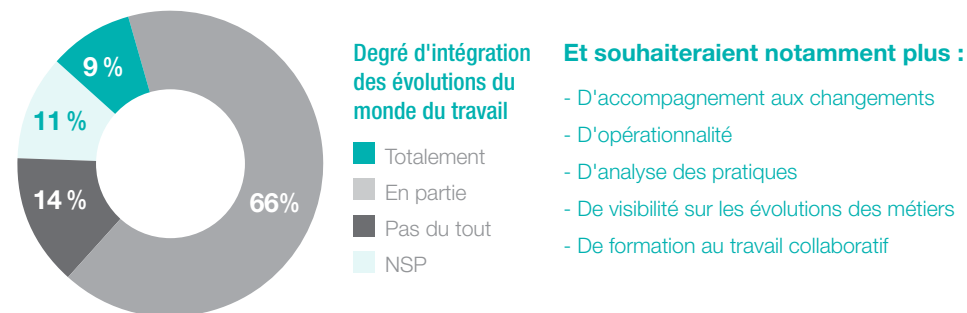 9 %
11 %
14 %
66%
Degré d'intégration
des évolutions du
monde du travail
Totalement
En partie
Pas du tout
NSP
Et souhaiteraient notamment plus :
- D'accompagnement aux changements
- D'opérationnalité
- D'analyse des pratiques
- De visibilité sur les évolutions des métiers
- De formation au travail collaboratif